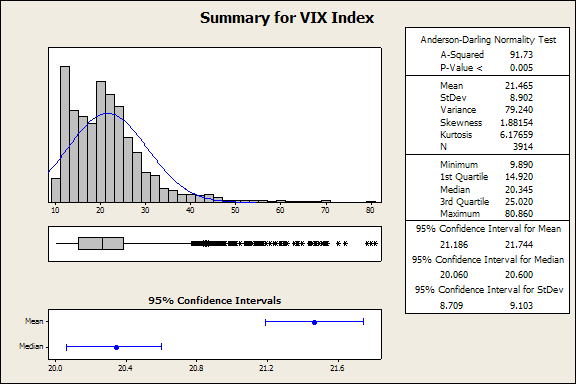 Summary for VIX Index
10 20 30 40 50 60 70 80
95% Confidence Intervals
Mean
Median
20.0 20.4 20.8 21.2 21.6
Anderson-Darling Normality Test
A-Squared 91.73
P-Value < 0.005
Mean 21.465
StDev 8.902
Variance 79.240
Skewness 1.88154
Kurtosis 6.17659
N 3914
Minimum 9.890
1st Quartile 14.920
Median 20.345
3rd Quartile 25.020
Maximum 80.860
95% Confidence Interval for Mean
21.186 21.744
95% Confidence Interval for Median
20.060 20.600
95% Confidence Interval for StDev
8.709 9.103